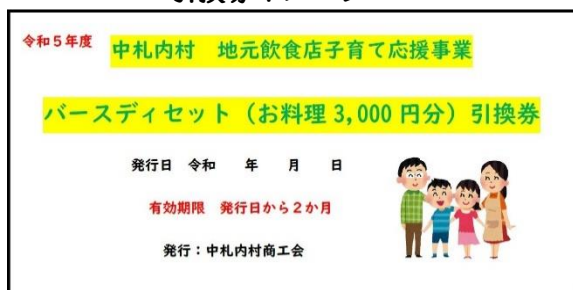 令和５年度
中札内村　地元飲食店子育て応援事業
バースディセット（お料理 3,000 円分）引換券
発行日　令和　　年　　月　　日
有効期限　発行日から２か月
発行：中札内村商工会